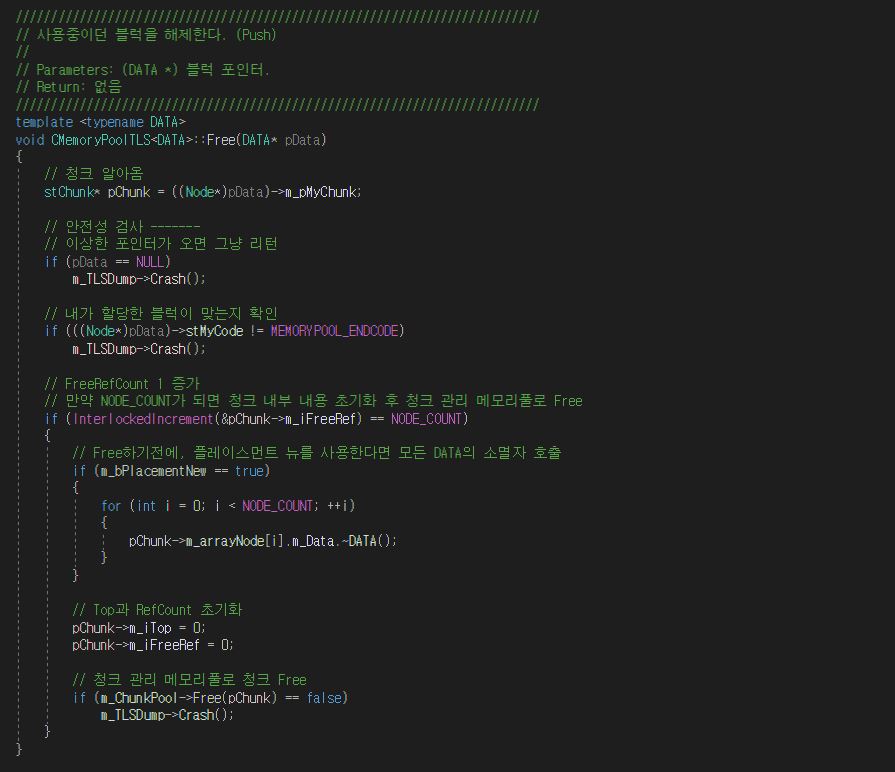 //////////////////////////////////////////////////////////////////////////
// 사용중이던 블럭을 해제한다. (Push)
//
// Parameters: (DATA *) 블럭 포인터.
// Return: 없음
//////////////////////////////////////////////////////////////////////////
template <typename DATA>
void CMemoryPoolTLS<DATA>::Free(DATA* pData)
{
// 청크 알아옴
stChunk* pChunk = ((Node*)pData)->m_pMyChunk;
// 안전성 검사 -------
// 이상한 포인터가 오면 그냥 리턴
if (pData == NULL)
m_TLSDump->Crash();
// 내가 할당한 블럭이 맞는지 확인
if (((Node*)pData)->stMyCode != MEMORYPOOL_ENDCODE)
m_TLSDump->Crash();
// FreeRefCount 1 증가
// 만약 NODE_COUNT가 되면 청크 내부 내용 초기화 후 청크 관리 메모리풀로 Free
if (InterlockedIncrement(&pChunk->m_iFreeRef) == NODE_COUNT)
{
// Free하기전에, 플레이스먼트 뉴를 사용한다면 모든 DATA의 소멸자 호출
if (m_bPlacementNew == true)
{
for (int i = 0; i < NODE_COUNT; ++i)
{
pChunk->m_arrayNode[i].m_Data.~DATA();
}
}
// Top과 RefCount 초기화
pChunk->m_iTop = 0;
pChunk->m_iFreeRef = 0;
// 청크 관리 메모리풀로 청크 Free
if (m_ChunkPool->Free(pChunk) == false)
m_TLSDump->Crash();
}
}